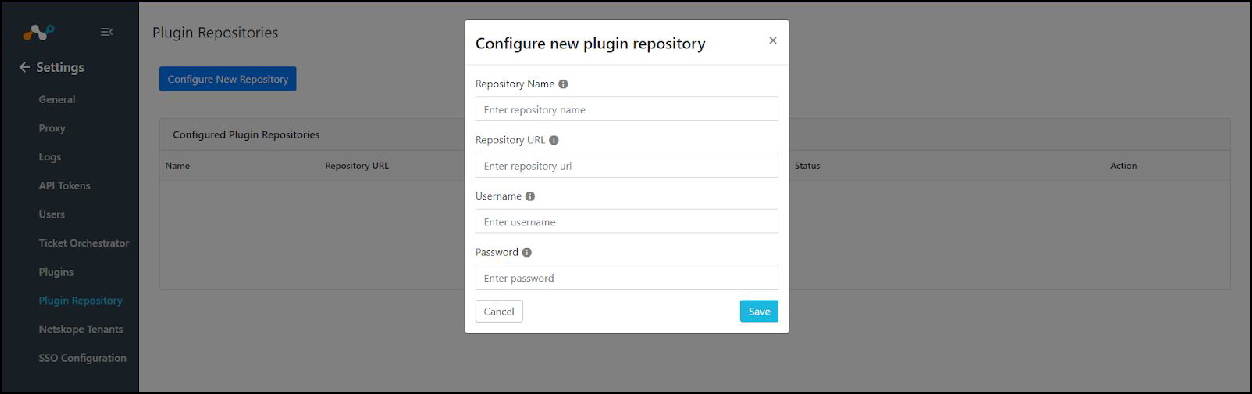 Plugin Repositories
Settings
General
Proxy
Logs
API Tokens
Users
Ticket Orchestrator
Plugins
Plugin Repository
Netskope Tenants
SSO Configuration
Configure New Repository
Configured Plugin Repositories
Name Repository URL Status Action
Configure new plugin repository ×
Repository Name
Enter repository name
Repository URL
Enter repository url
Username
Enter username
Password
Enter password
Cancel Save